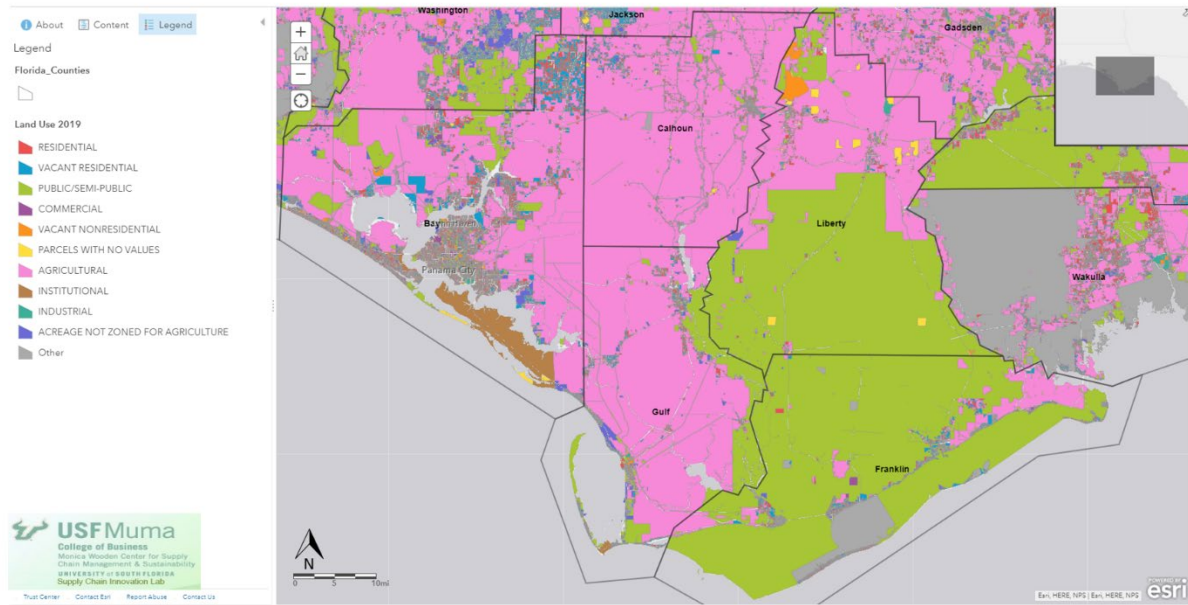 About Content Legend
Legend
Florida_Counties
Land Use 2019
RESIDENTIAL
VACANT RESIDENTIAL
PUBLIC/SEMI-PUBLIC
COMMERCIAL
VACANT NONRESIDENTIAL
PARCELS WITH NO VALUES
AGRICULTURAL
INSTITUTIONAL
INDUSTRIAL
ACREAGE NOT ZONED FOR AGRICULTURE
Other
USF Muma
College of Business
Monica Wooden Center for Supply
Chain Management & Sustainability
UNIVERSITY of SOUTH FLORIDA
Supply Chain Innovation Lab
Trust Center Contact Esri Report Abuse Contact Us
Washington
Jackson
Gadsden
Calhoun
Bay
Panama City
Liberty
Wakulla
Gulf
Franklin
N
0 5 10mi
Esri, HERE, NPS | Esri, HERE, NPS
POWERED BY
esri